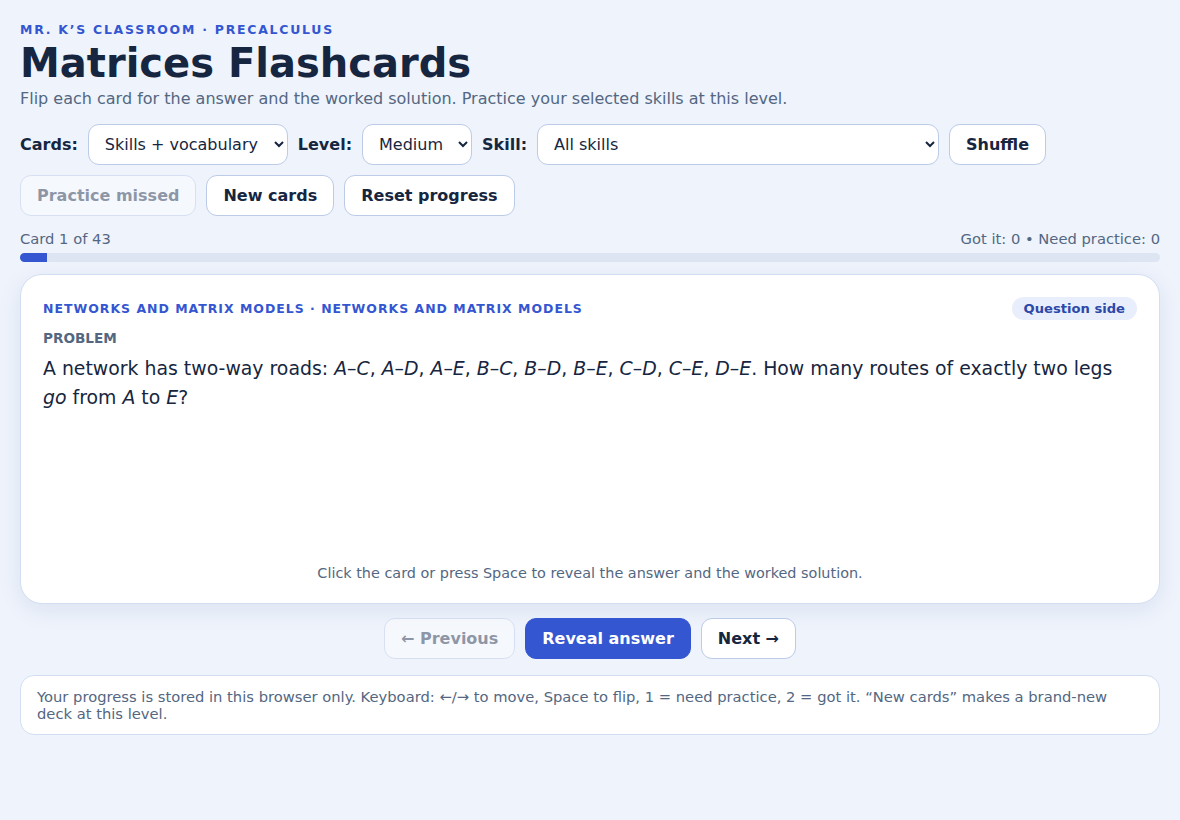 MR. K’S CLASSROOM · PRECALCULUS
Matrices Flashcards
Flip each card for the answer and the worked solution. Practice your selected skills at this level.
Cards: Skills + vocabulary Level: Medium Skill: All skills Shuffle
Practice missed New cards Reset progress
Card 1 of 43 Got it: 0 • Need practice: 0
NETWORKS AND MATRIX MODELS · NETWORKS AND MATRIX MODELS Question side
PROBLEM
A network has two-way roads: A–C, A–D, A–E, B–C, B–D, B–E, C–D, C–E, D–E. How many routes of exactly two legs
go from A to E?
Click the card or press Space to reveal the answer and the worked solution.
← Previous Reveal answer Next →
Your progress is stored in this browser only. Keyboard: ←/→ to move, Space to flip, 1 = need practice, 2 = got it. “New cards” makes a brand-new
deck at this level.